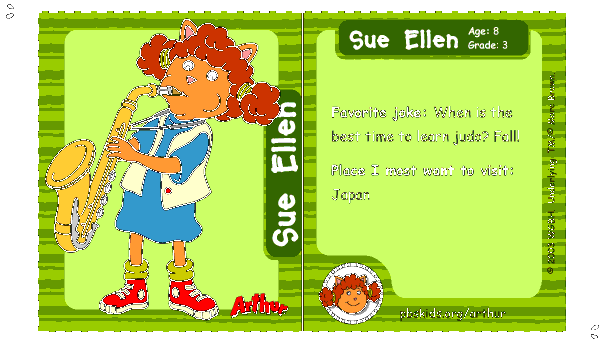 Sue Ellen
Arthur
Sue Ellen
Age: 8
Grade: 3
Favorite joke: When is the
best time to learn judo? Fall!
Place I most want to visit:
Japan
pbskids.org/arthur